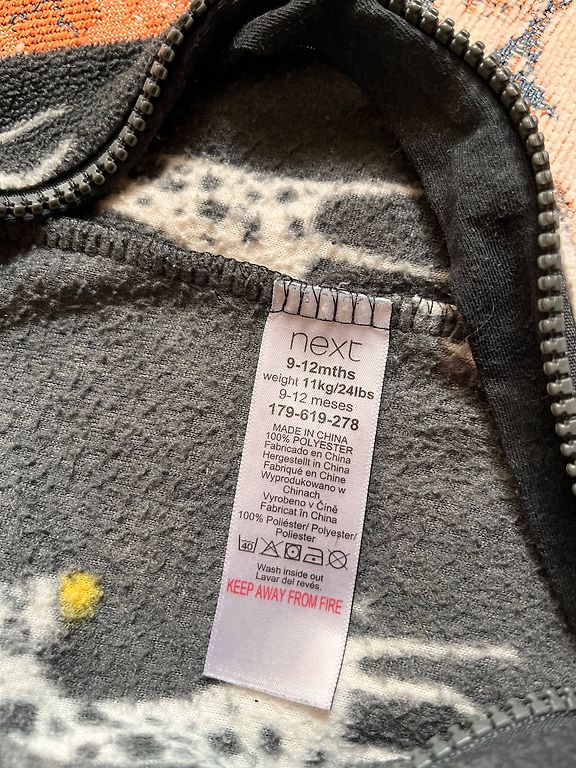 next
9-12mths
weight 11kg/24lbs
9-12 meses
179-619-278
MADE IN CHINA
100% POLYESTER
Fabricado en China
Hergestellt in China
Fabriqué en Chine
Wyprodukowano w
Chinach
Vyrobeno v Číně
Fabricat în China
100% Poliéster/ Polyester/
Poliester
40
Wash inside out
Lavar del revés.
KEEP AWAY FROM FIRE